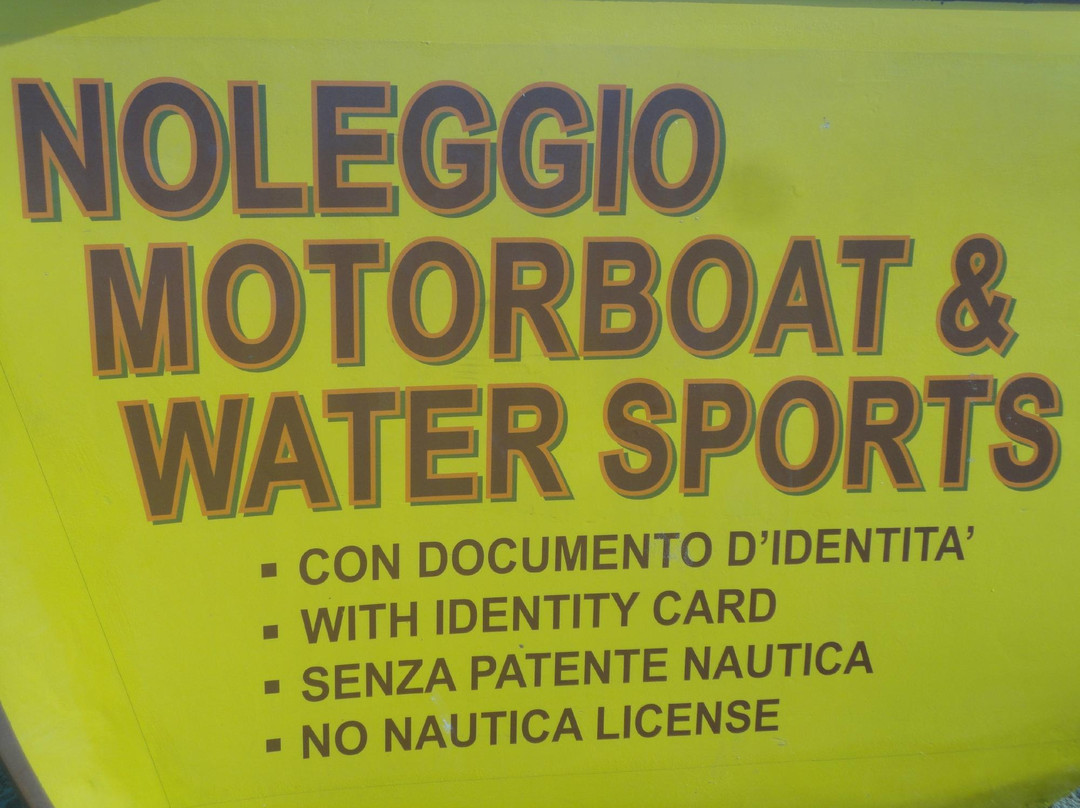 NOLEGGIO
MOTORBOAT &
WATER SPORTS
▪ CON DOCUMENTO D'IDENTITA'
▪ WITH IDENTITY CARD
▪ SENZA PATENTE NAUTICA
▪ NO NAUTICA LICENSE